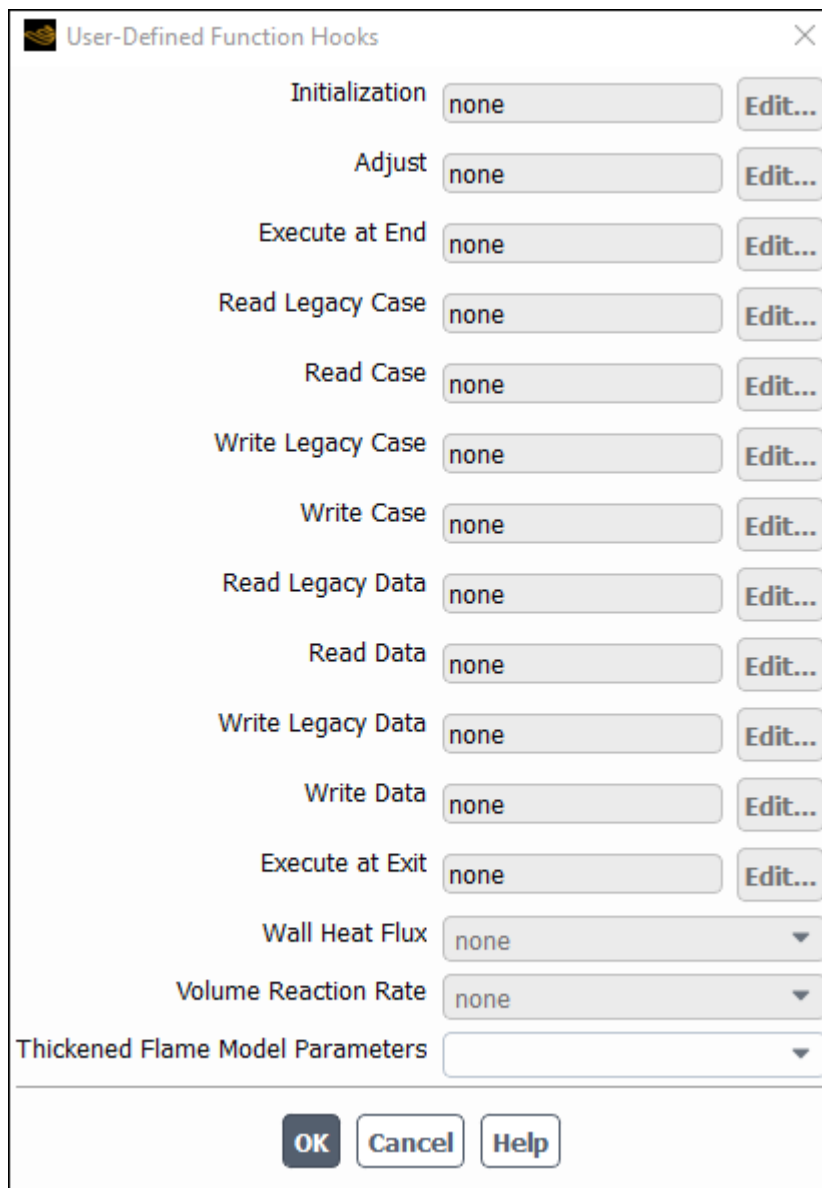 User-Defined Function Hooks
Initialization none Edit...
Adjust none Edit...
Execute at End none Edit...
Read Legacy Case none Edit...
Read Case none Edit...
Write Legacy Case none Edit...
Write Case none Edit...
Read Legacy Data none Edit...
Read Data none Edit...
Write Legacy Data none Edit...
Write Data none Edit...
Execute at Exit none Edit...
Wall Heat Flux none
Volume Reaction Rate none
Thickened Flame Model Parameters
OK Cancel Help